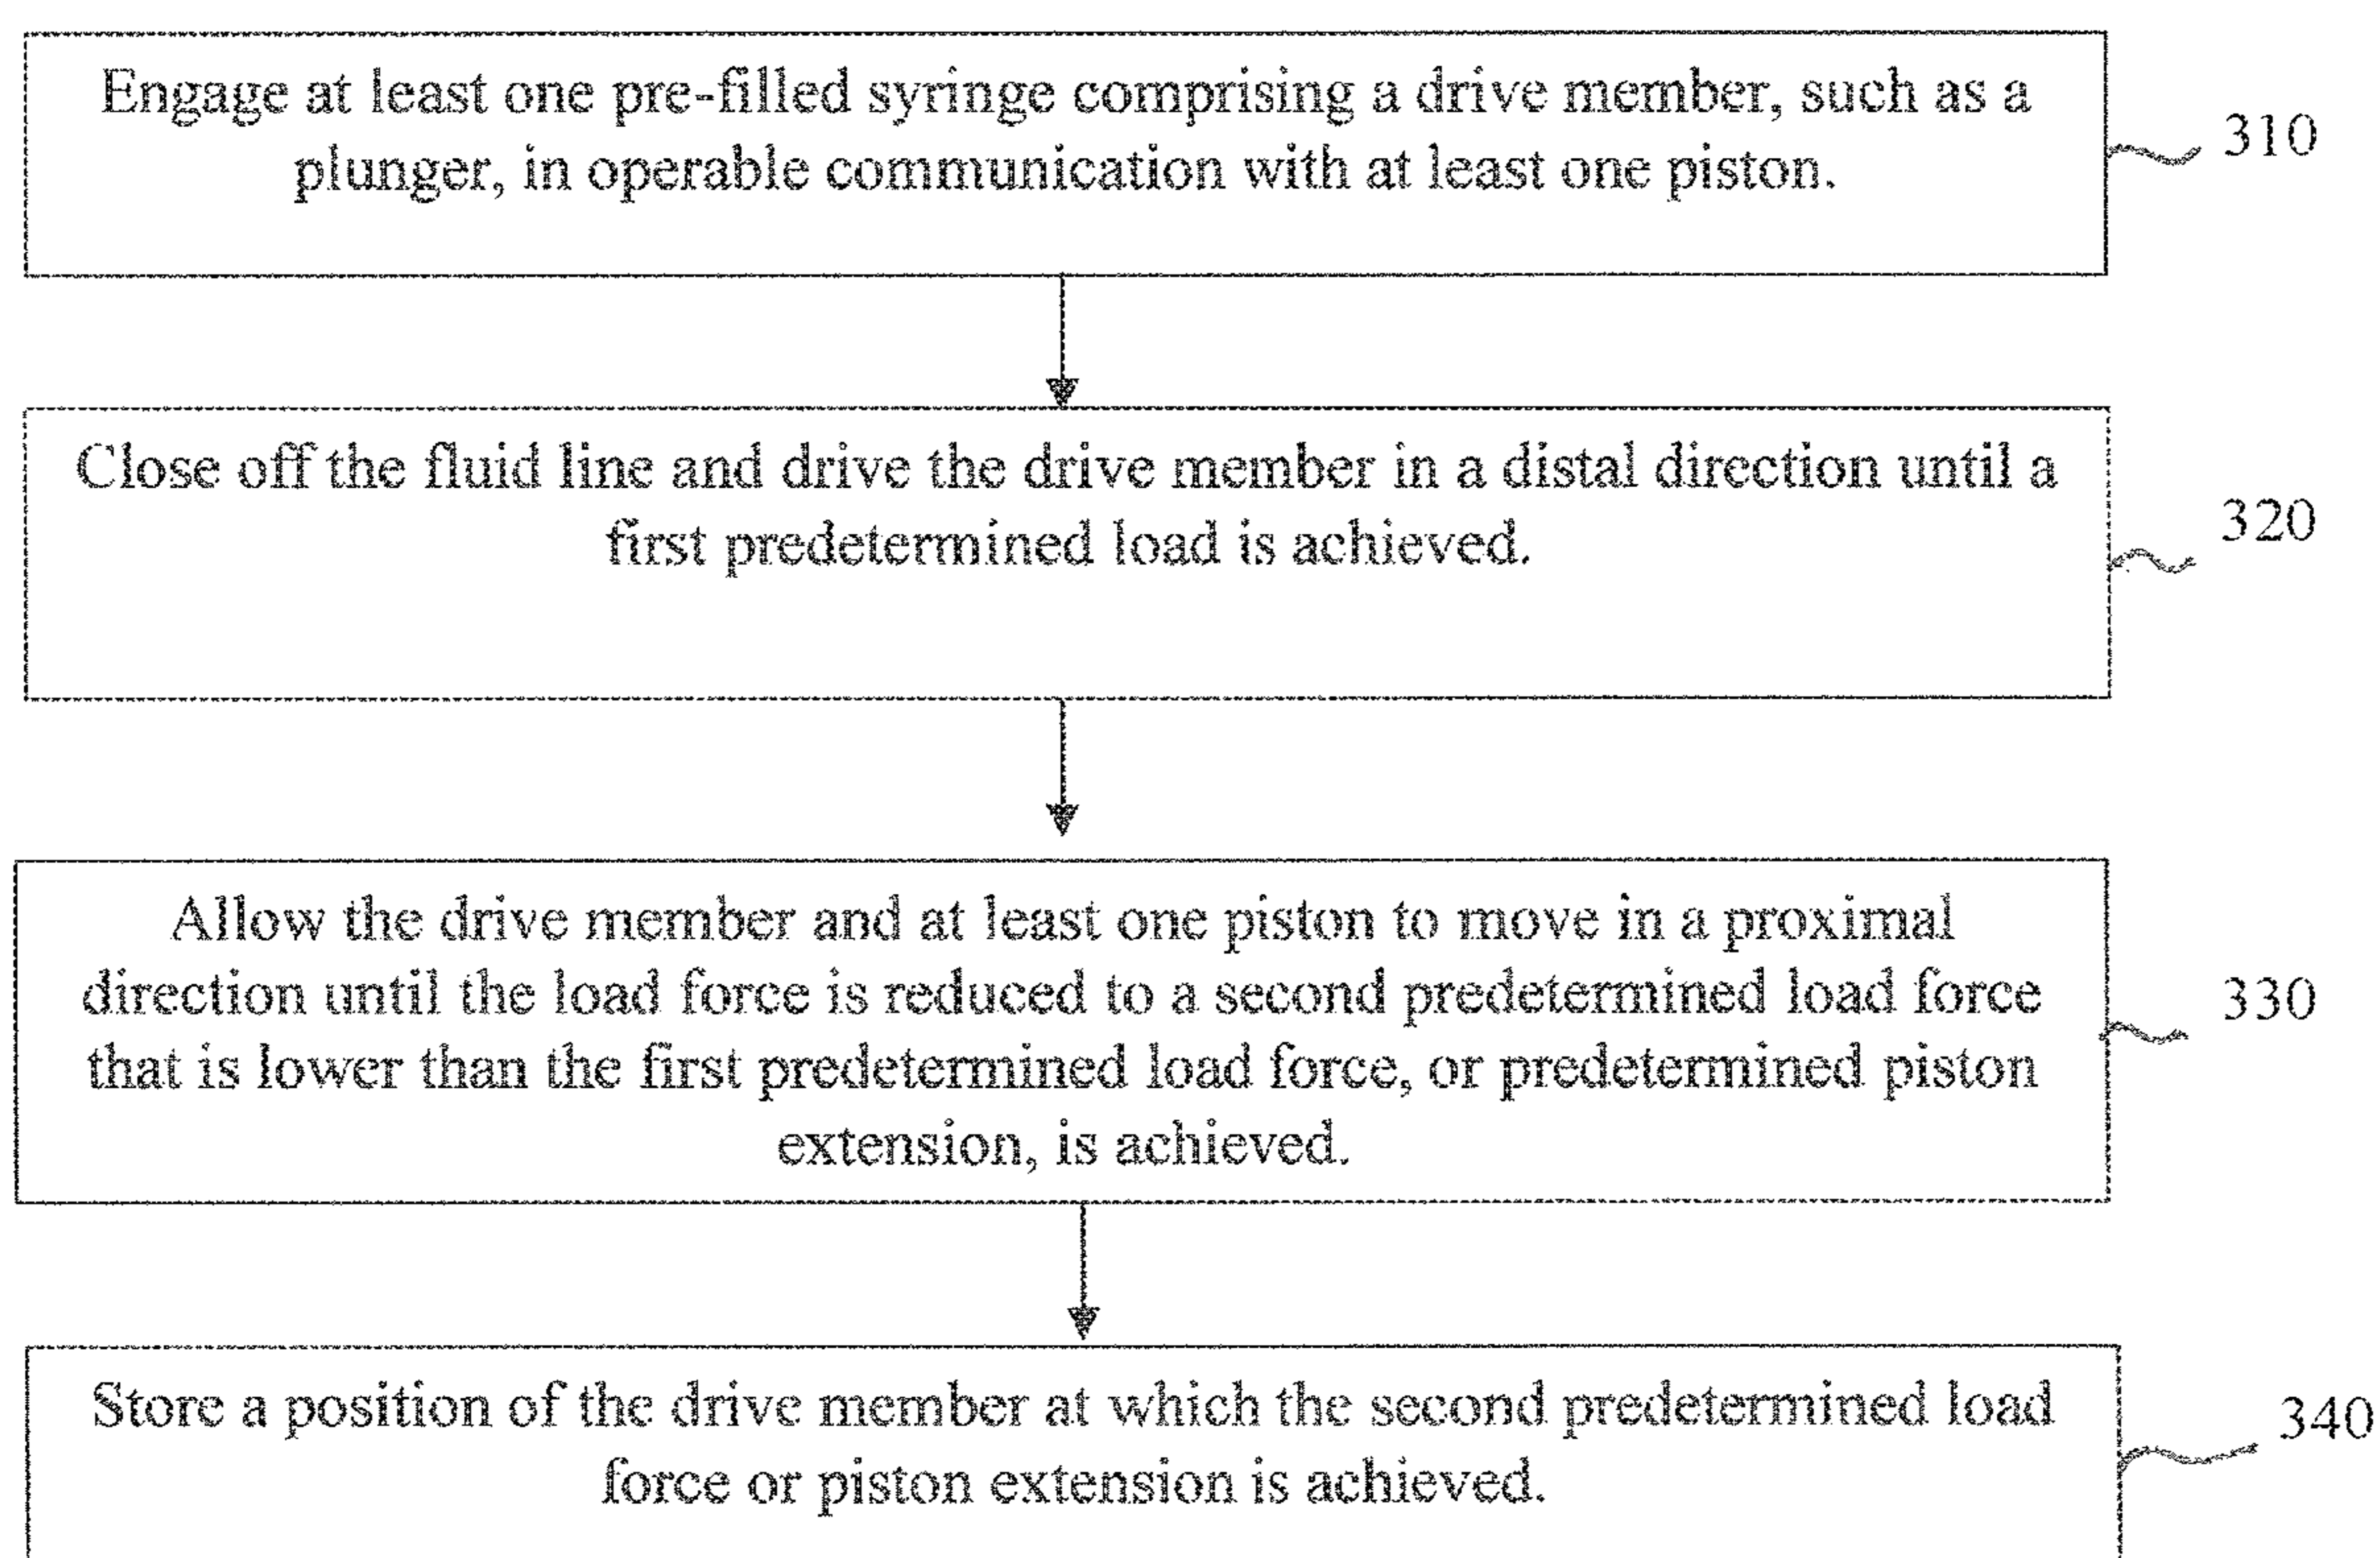 Engage at least one pre-filled syringe comprising a drive member, such as a
plunger, in operable communication with at least one piston.
310
Close off the fluid line and drive the drive member in a distal direction until a
first predetermined load is achieved.
320
Allow the drive member and at least one piston to move in a proximal
direction until the load force is reduced to a second predetermined load force
that is lower than the first predetermined load force, or predetermined piston
extension, is achieved.
330
Store a position of the drive member at which the second predetermined load
force or piston extension is achieved.
340